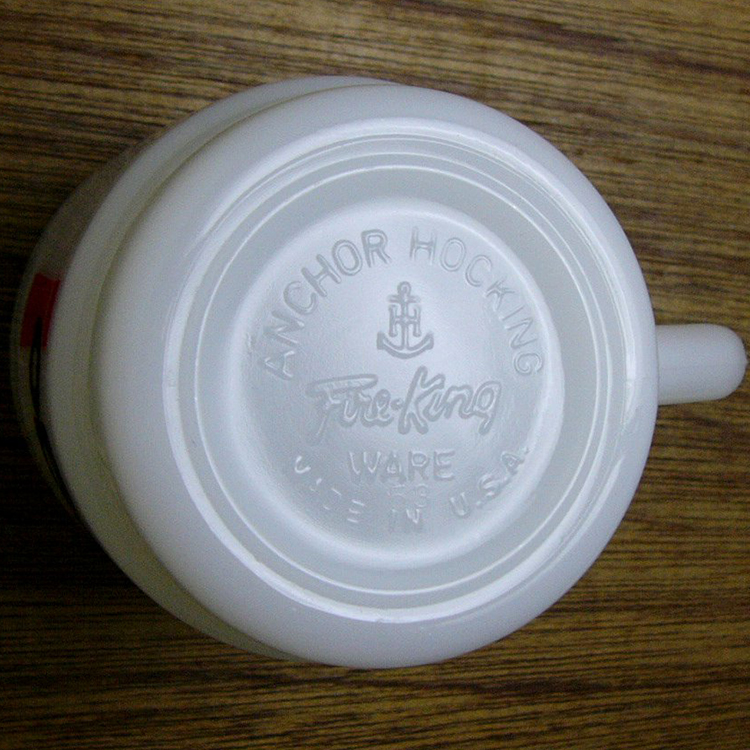 ANCHOR HOCKING
H
Fire-King
WARE
MADE IN U.S.A.